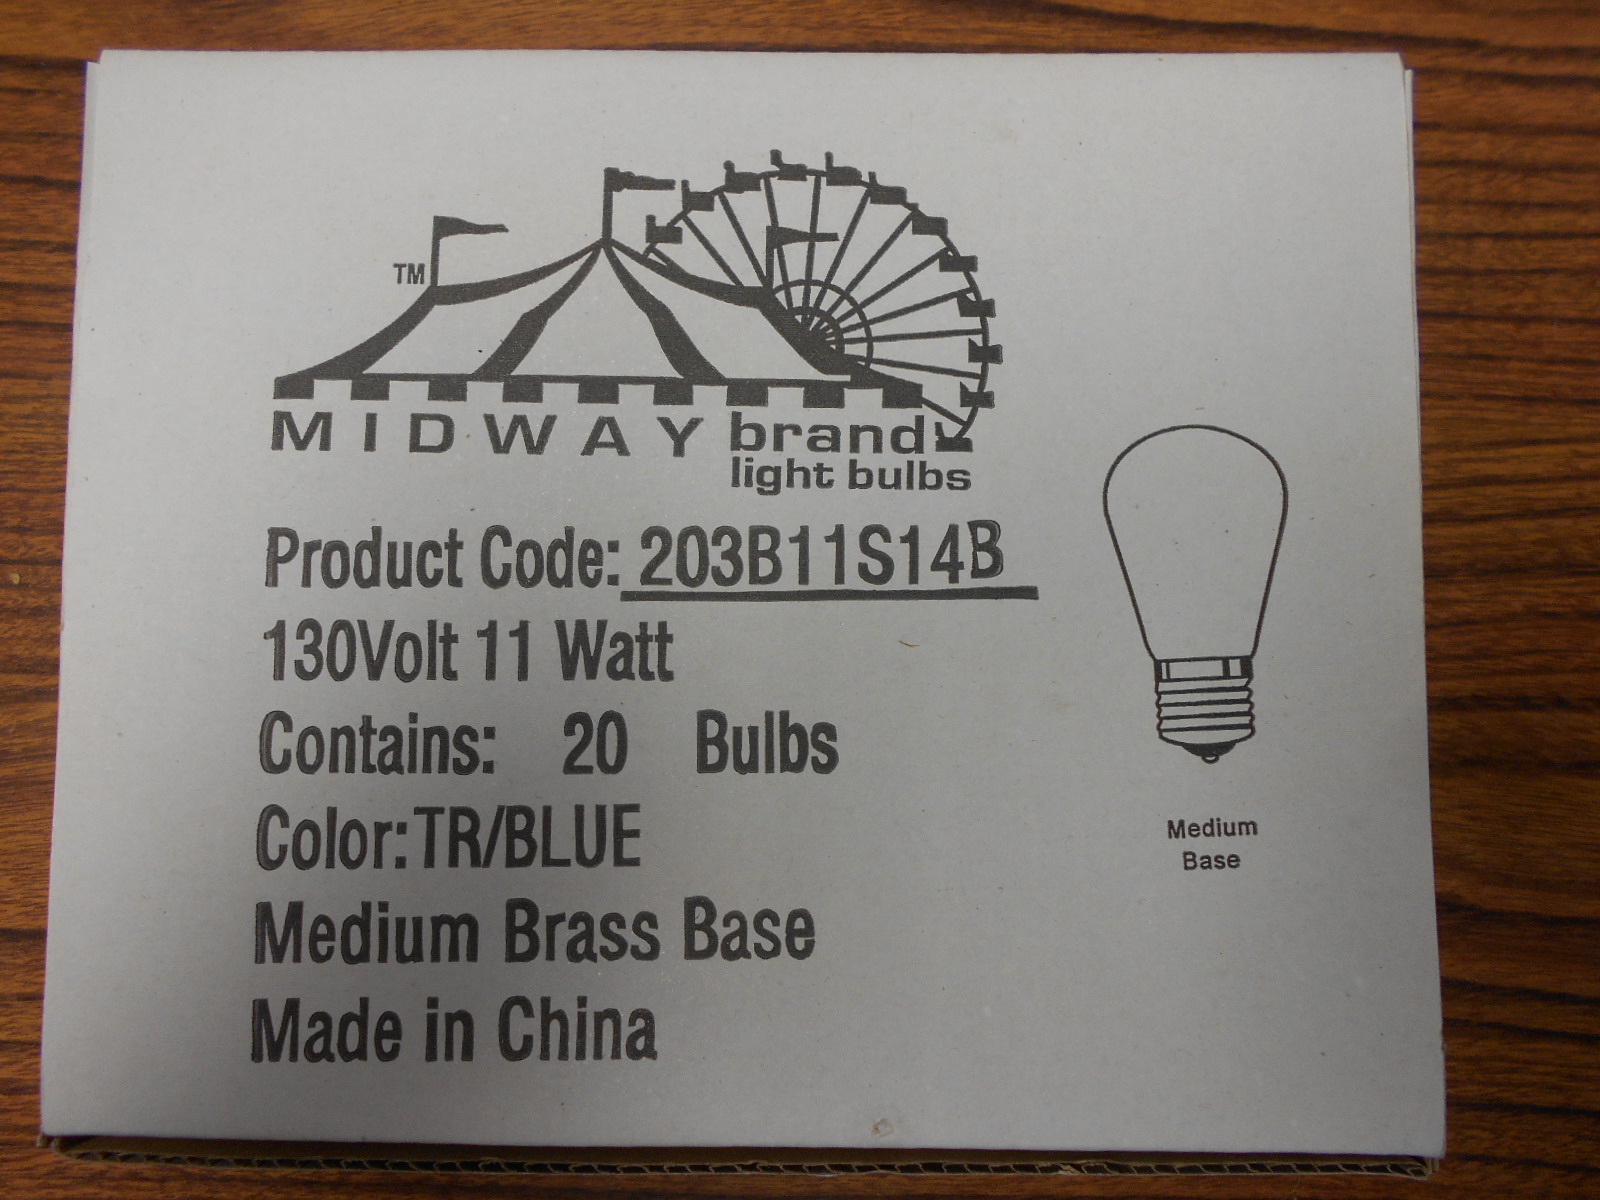 TM
MIDWAY brand
light bulbs
Product Code: 203B11S14B
130Volt 11 Watt
Contains: 20 Bulbs
Color:TR/BLUE
Medium Brass Base
Made in China
Medium
Base